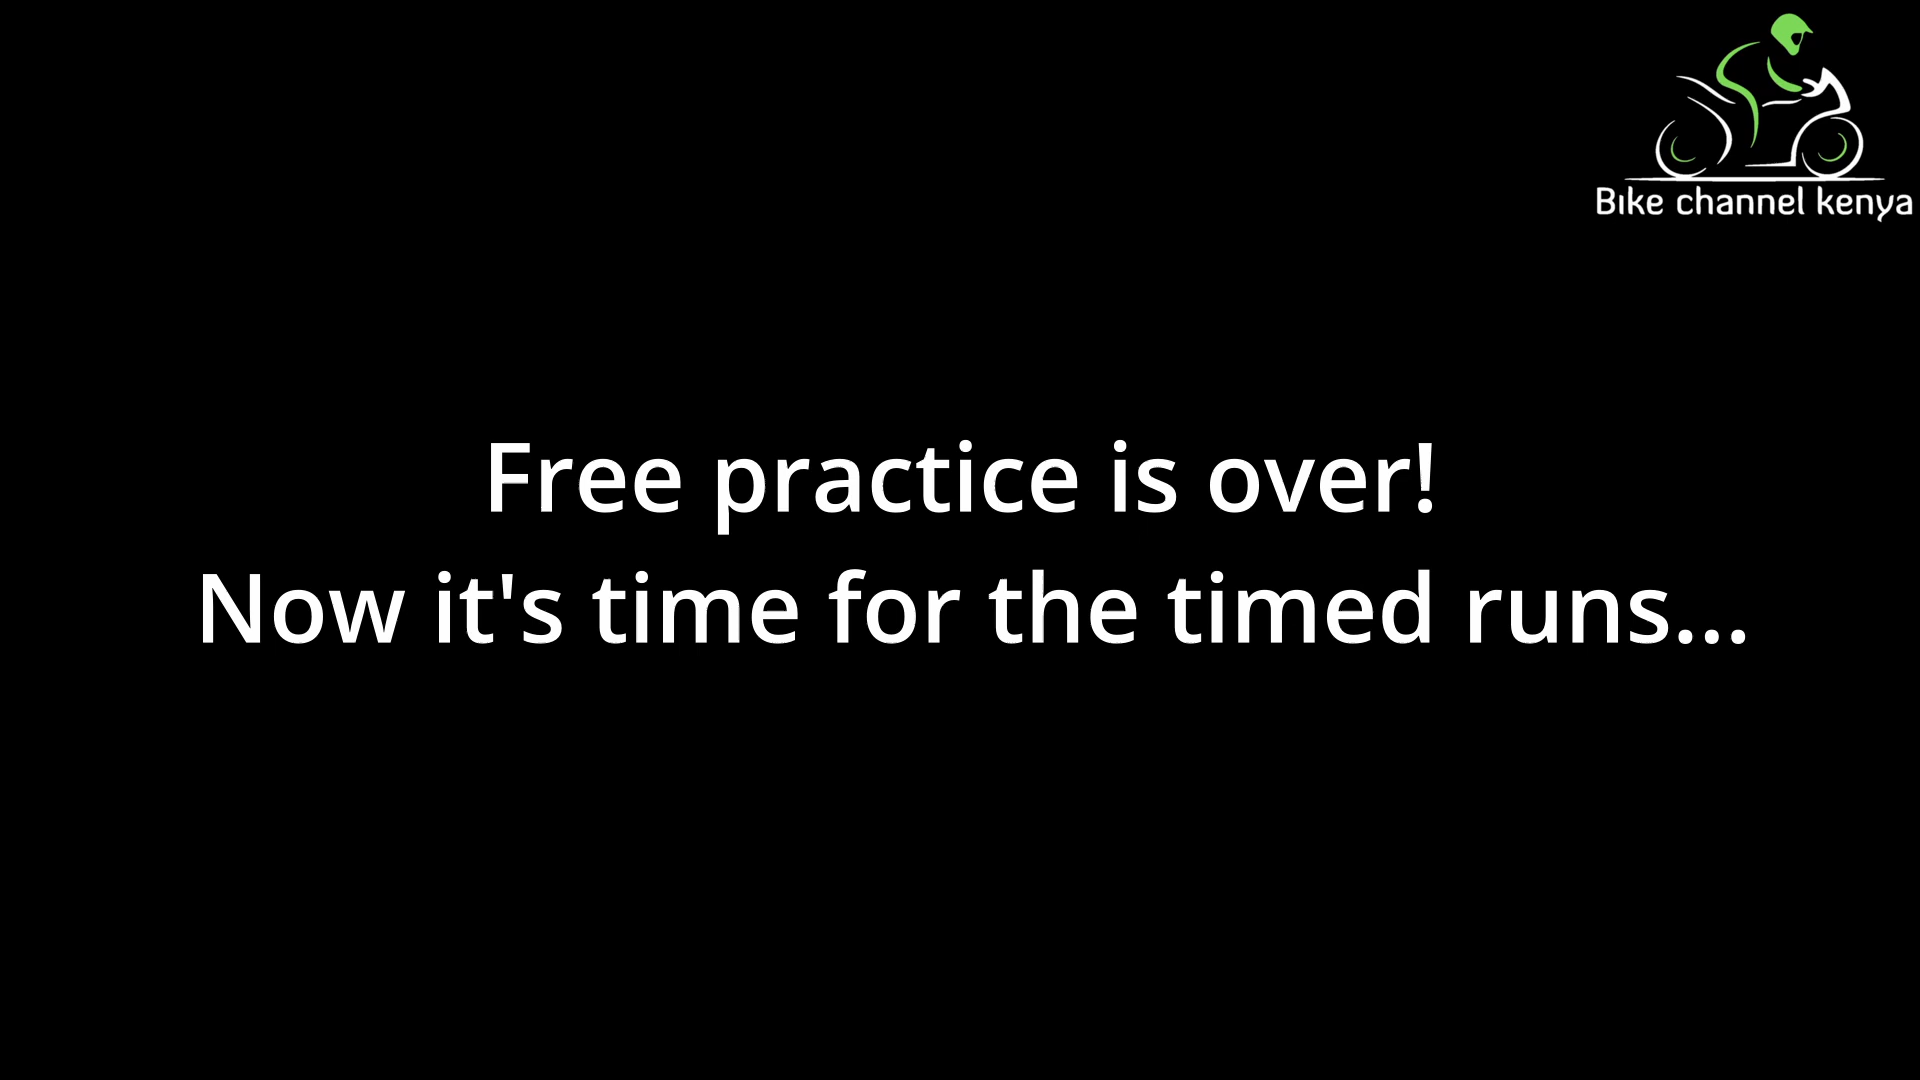 Bike channel kenya
Free practice is over!
Now it's time for the timed runs...